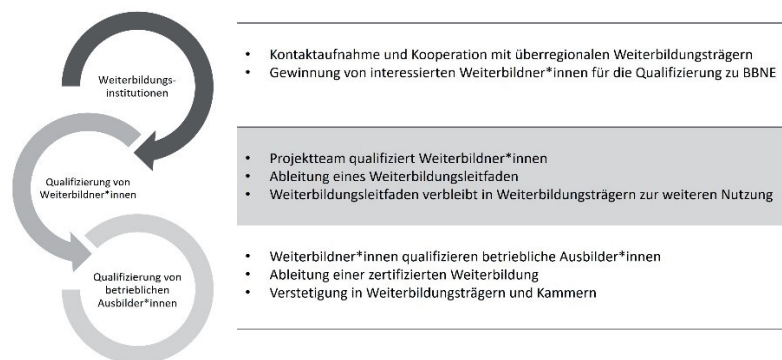 Weiterbildungs-
institutionen
• Kontaktaufnahme und Kooperation mit überregionalen Weiterbildungsträgern
• Gewinnung von interessierten Weiterbildner*innen für die Qualifizierung zu BBNE
Qualifizierung von
Weiterbildner*innen
• Projektteam qualifiziert Weiterbildner*innen
• Ableitung eines Weiterbildungsleitfaden
• Weiterbildungsleitfaden verbleibt in Weiterbildungsträgern zur weiteren Nutzung
Qualifizierung von
betrieblichen
Ausbilder*innen
• Weiterbildner*innen qualifizieren betriebliche Ausbilder*innen
• Ableitung einer zertifizierten Weiterbildung
• Verstetigung in Weiterbildungsträgern und Kammern